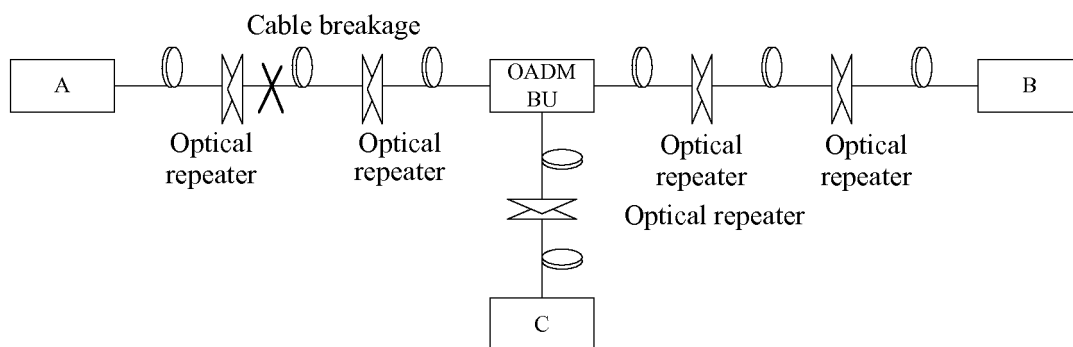 Cable breakage
A
OADM
BU
B
Optical
repeater
Optical
repeater
Optical
repeater
Optical
repeater
Optical repeater
C